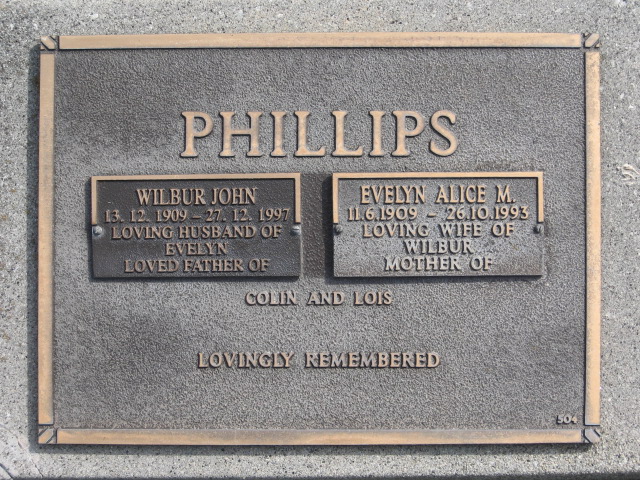 PHILLIPS
WILBUR JOHN
13. 12. 1909 – 27. 12. 1997
LOVING HUSBAND OF
EVELYN
LOVED FATHER OF
EVELYN ALICE M.
11.6.1909 – 26.10.1993
LOVING WIFE OF
WILBUR
MOTHER OF
COLIN AND LOIS
LOVINGLY REMEMBERED
504